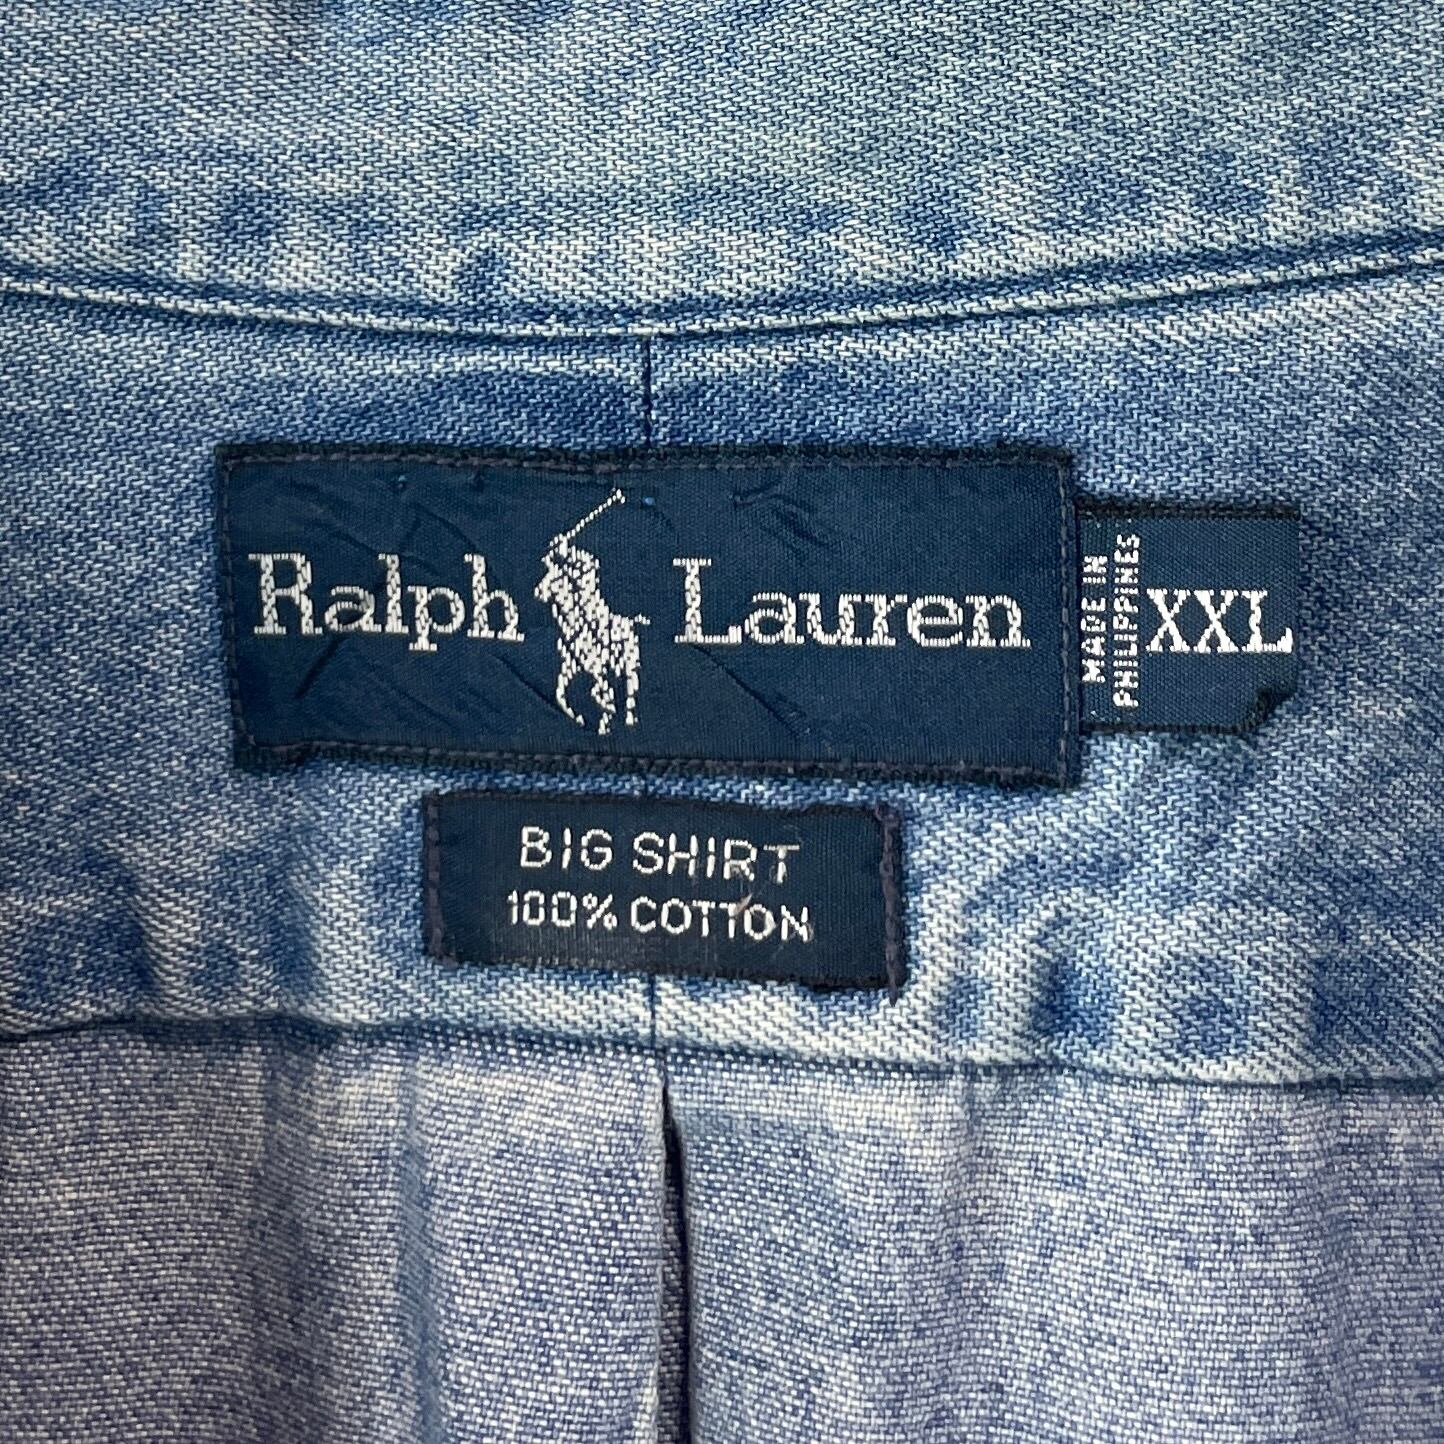 Ralph Lauren
MADE IN
PHILIPPINES
XXL
BIG SHIRT
100% COTTON